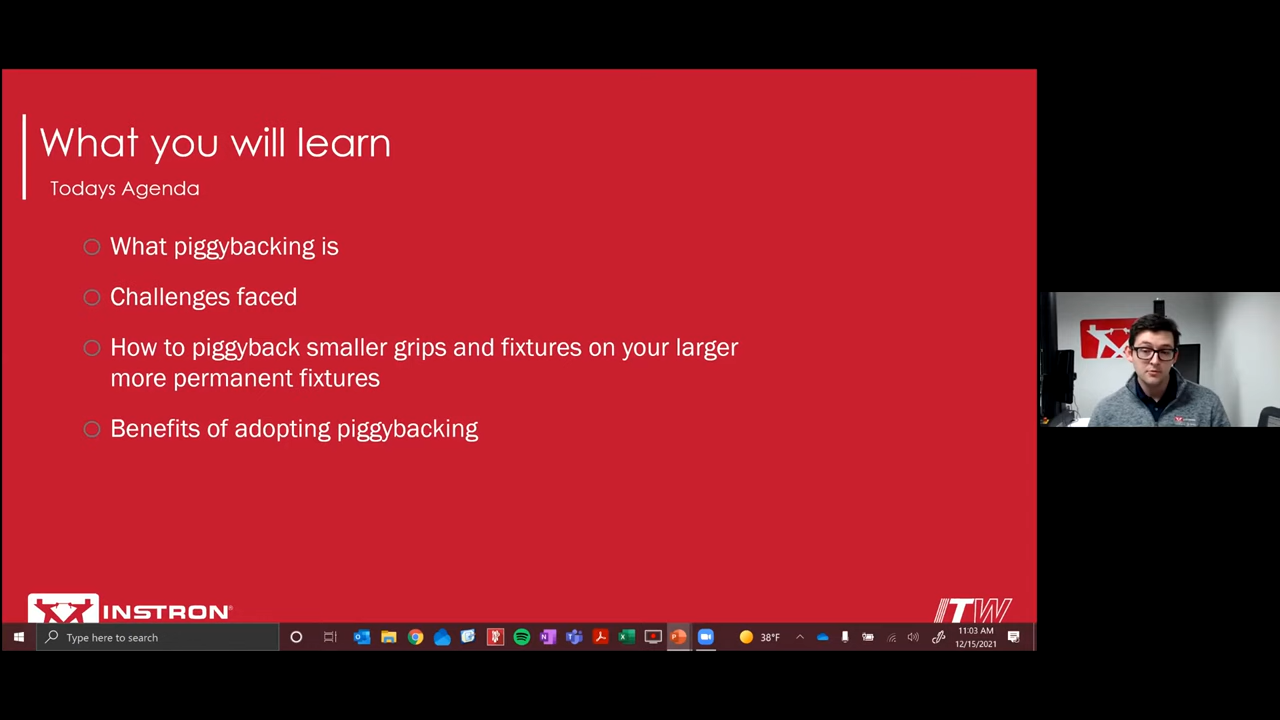 What you will learn
Todays Agenda
What piggybacking is
Challenges faced
How to piggyback smaller grips and fixtures on your larger
more permanent fixtures
Benefits of adopting piggybacking
INSTRON®
ITW
Type here to search
38°F
11:03 AM
12/15/2021